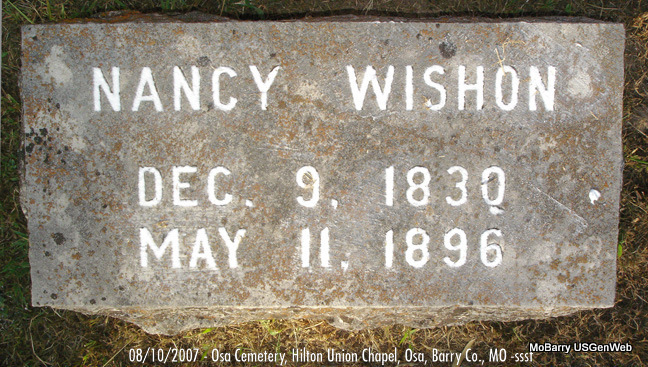 NANCY WISHON
DEC. 9, 1830
MAY 11, 1896
MoBarry USGenWeb
08/10/2007 - Osa Cemetery, Hilton Union Chapel, Osa, Barry Co., MO -ssst